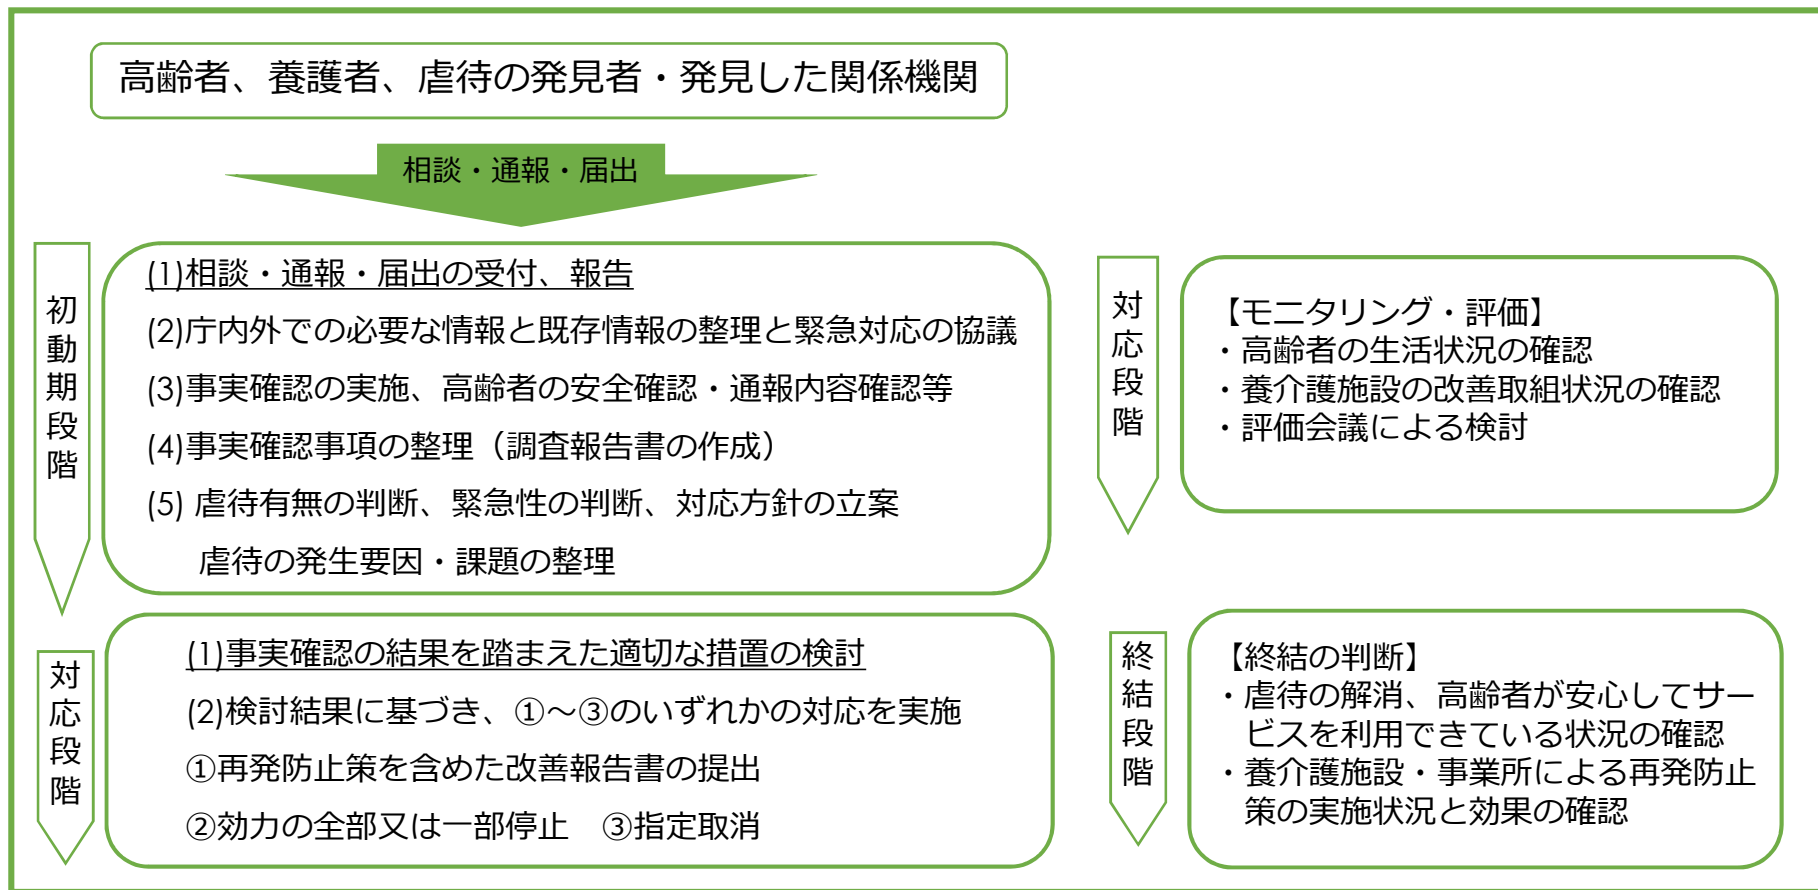 高齢者、養護者、虐待の発見者・発見した関係機関
相談・通報・届出
初動期段階
(1)相談・通報・届出の受付、報告
(2)庁内外での必要な情報と既存情報の整理と緊急対応の協議
(3)事実確認の実施、高齢者の安全確認・通報内容確認等
(4)事実確認事項の整理（調査報告書の作成）
(5) 虐待有無の判断、緊急性の判断、対応方針の立案
虐待の発生要因・課題の整理
対応段階
(1)事実確認の結果を踏まえた適切な措置の検討
(2)検討結果に基づき、①～③のいずれかの対応を実施
①再発防止策を含めた改善報告書の提出
②効力の全部又は一部停止　③指定取消
対応段階
【モニタリング・評価】
・高齢者の生活状況の確認
・養介護施設の改善取組状況の確認
・評価会議による検討
終結段階
【終結の判断】
・虐待の解消、高齢者が安心してサー
ビスを利用できている状況の確認
・養介護施設・事業所による再発防止
策の実施状況と効果の確認